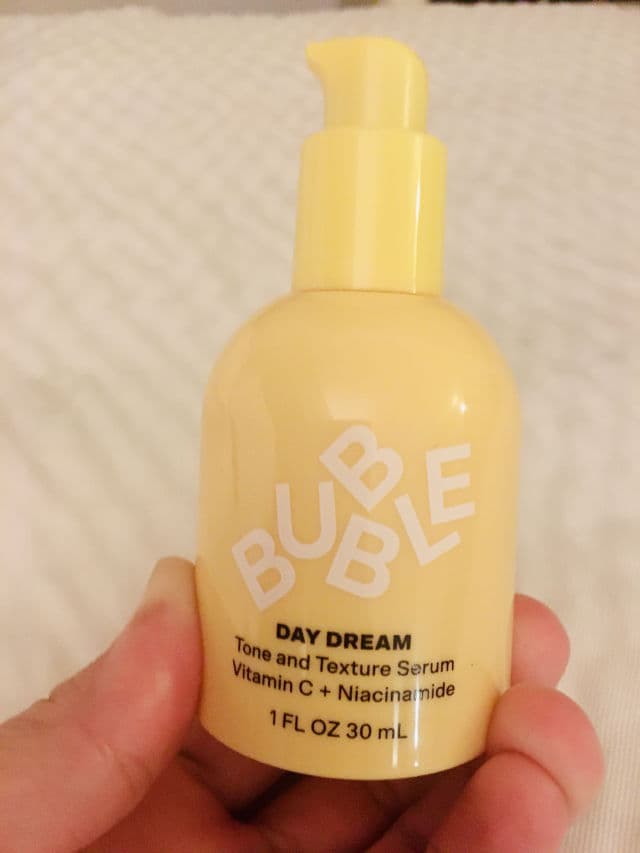 BUBBLE
DAY DREAM
Tone and Texture Serum
Vitamin C + Niacinamide
1 FL OZ 30 mL